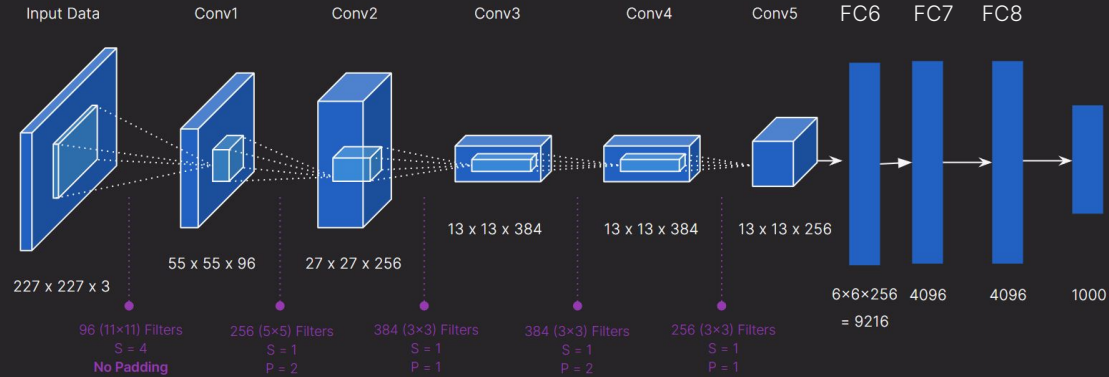 Input Data
Conv1
Conv2
Conv3
Conv4
Conv5
FC6
FC7
FC8
227 x 227 x 3
55 x 55 x 96
27 x 27 x 256
13 x 13 x 384
13 x 13 x 384
13 x 13 x 256
6×6×256
= 9216
4096
4096
1000
96 (11×11) Filters
S = 4
No Padding
256 (5×5) Filters
S = 1
P = 2
384 (3×3) Filters
S = 1
P = 1
384 (3×3) Filters
S = 1
P = 2
256 (3×3) Filters
S = 1
P = 1